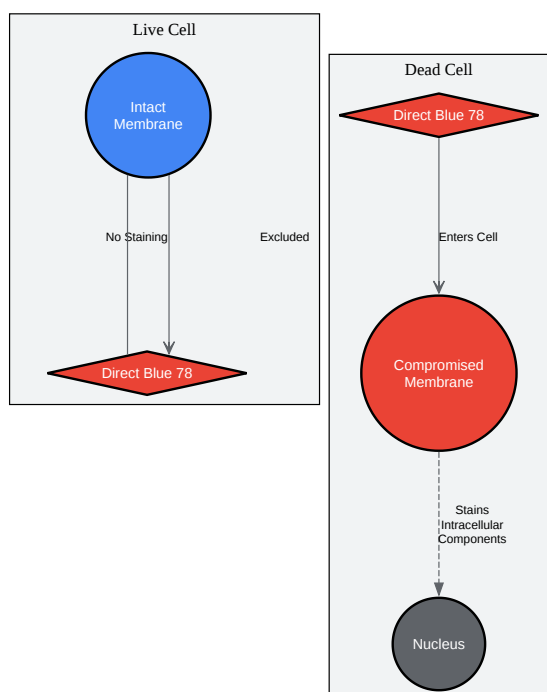 Live Cell
Intact
Membrane
No Staining
Excluded
Direct Blue 78
Dead Cell
Direct Blue 78
Enters Cell
Compromised
Membrane
Stains
Intracellular
Components
Nucleus